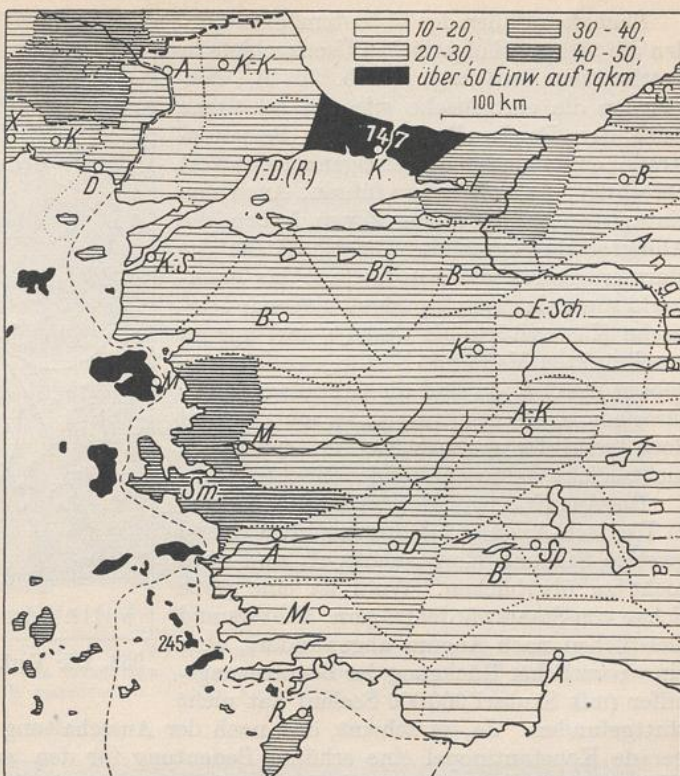 10-20, 30-40,
20-30, 40-50,
über 50 Einw. auf 1qkm
100 km
A. K.-K.
S.
147
X
K
K.
T.-D.(R.)
I.
B.
D.
K.-S.
Br.
B.
B.
E.-Sch.
K.
Angora
M.
A.-K.
M.
Konia
Sm.
A
D.
B.
Sp
M.
245
A
R.